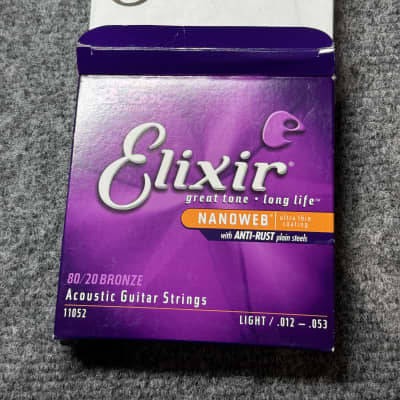 Elixir®
great tone • long life™
NANOWEB® ultra thin
coating
with ANTI-RUST plain steels
80/20 BRONZE
Acoustic Guitar Strings
11052
LIGHT / .012 – .053